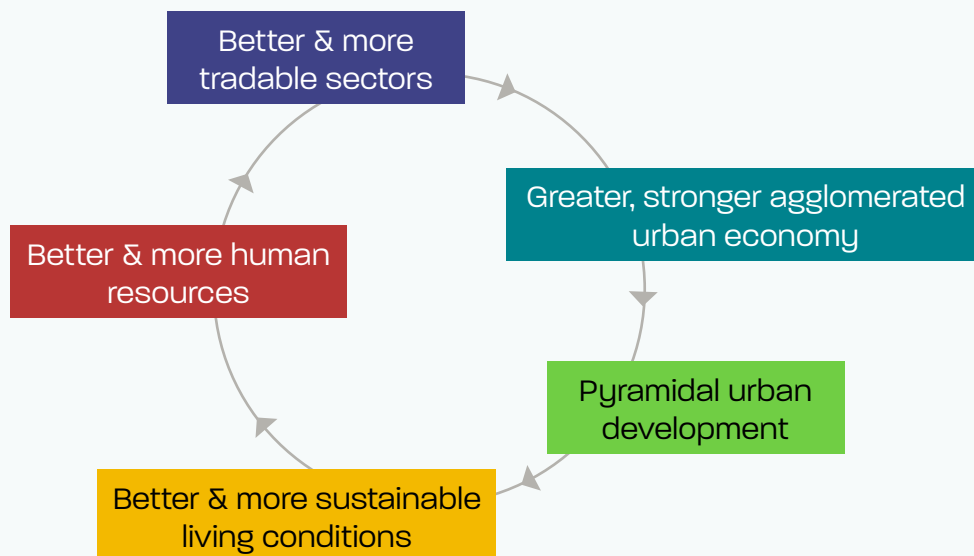 Better & more
tradable sectors
Greater, stronger agglomerated
urban economy
Pyramidal urban
development
Better & more sustainable
living conditions
Better & more human
resources